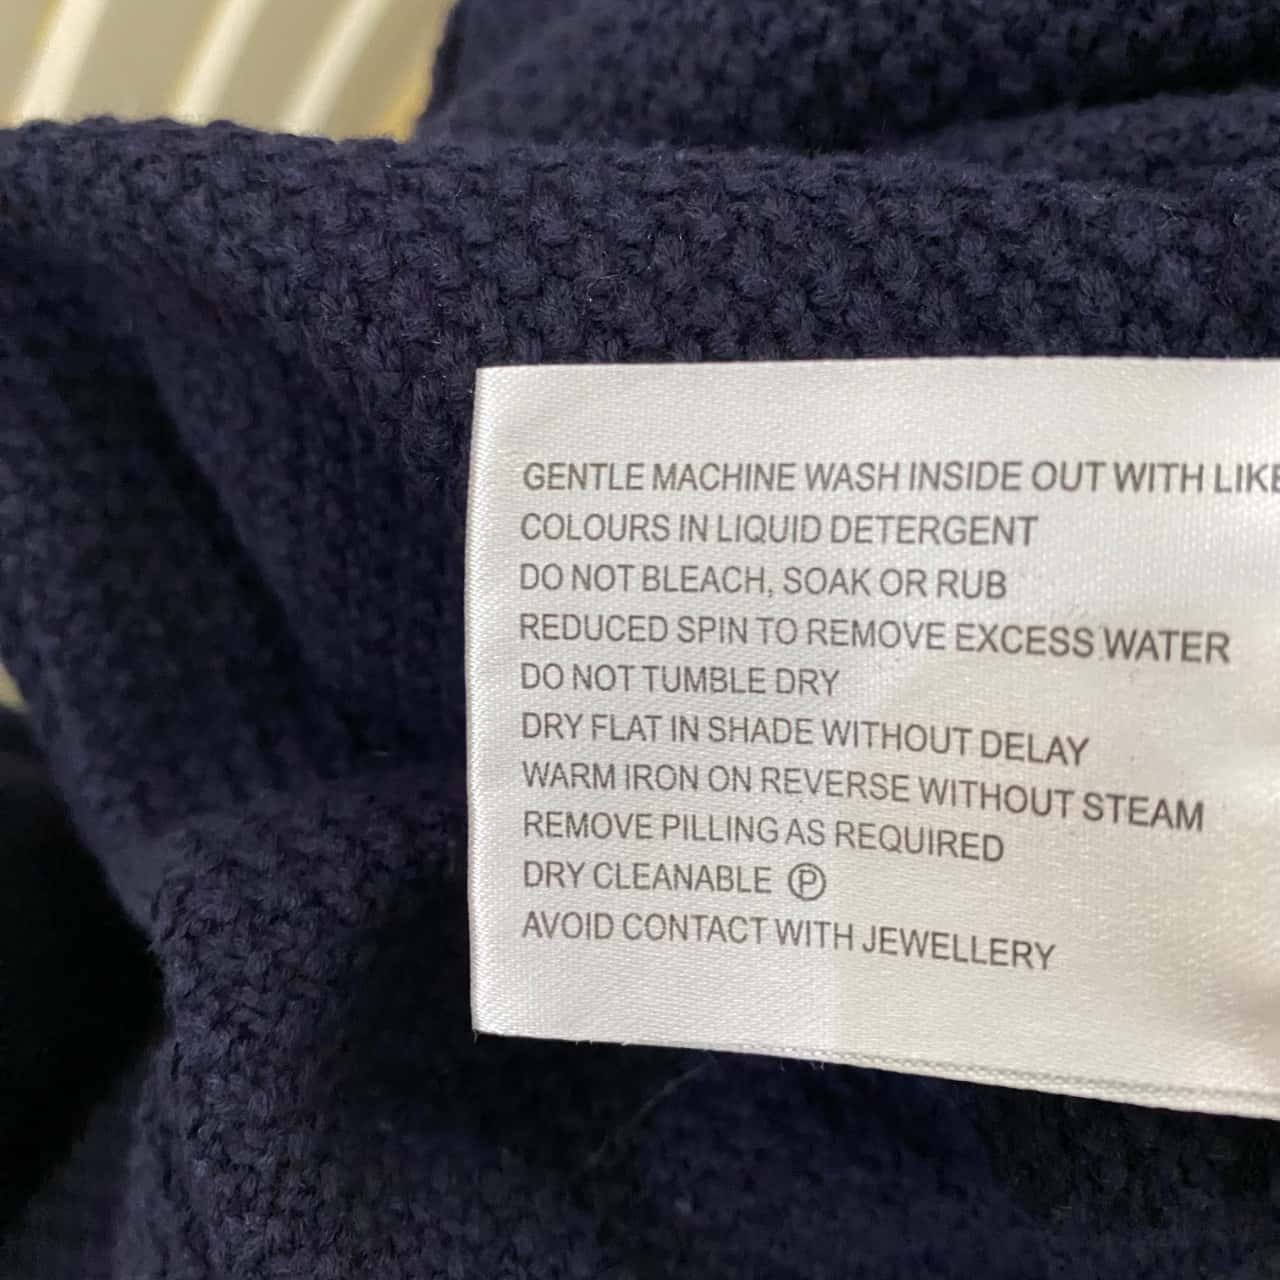 GENTLE MACHINE WASH INSIDE OUT WITH LIKE
COLOURS IN LIQUID DETERGENT
DO NOT BLEACH, SOAK OR RUB
REDUCED SPIN TO REMOVE EXCESS WATER
DO NOT TUMBLE DRY
DRY FLAT IN SHADE WITHOUT DELAY
WARM IRON ON REVERSE WITHOUT STEAM
REMOVE PILLING AS REQUIRED
DRY CLEANABLE Ⓟ
AVOID CONTACT WITH JEWELLERY